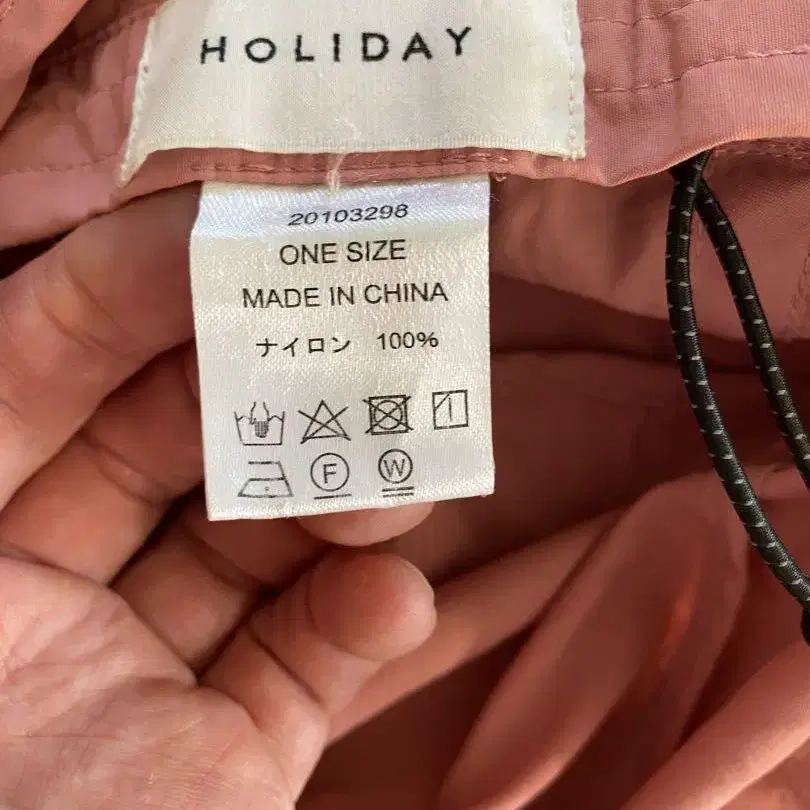 HOLIDAY
20103298
ONE SIZE
MADE IN CHINA
ナイロン 100%
F W